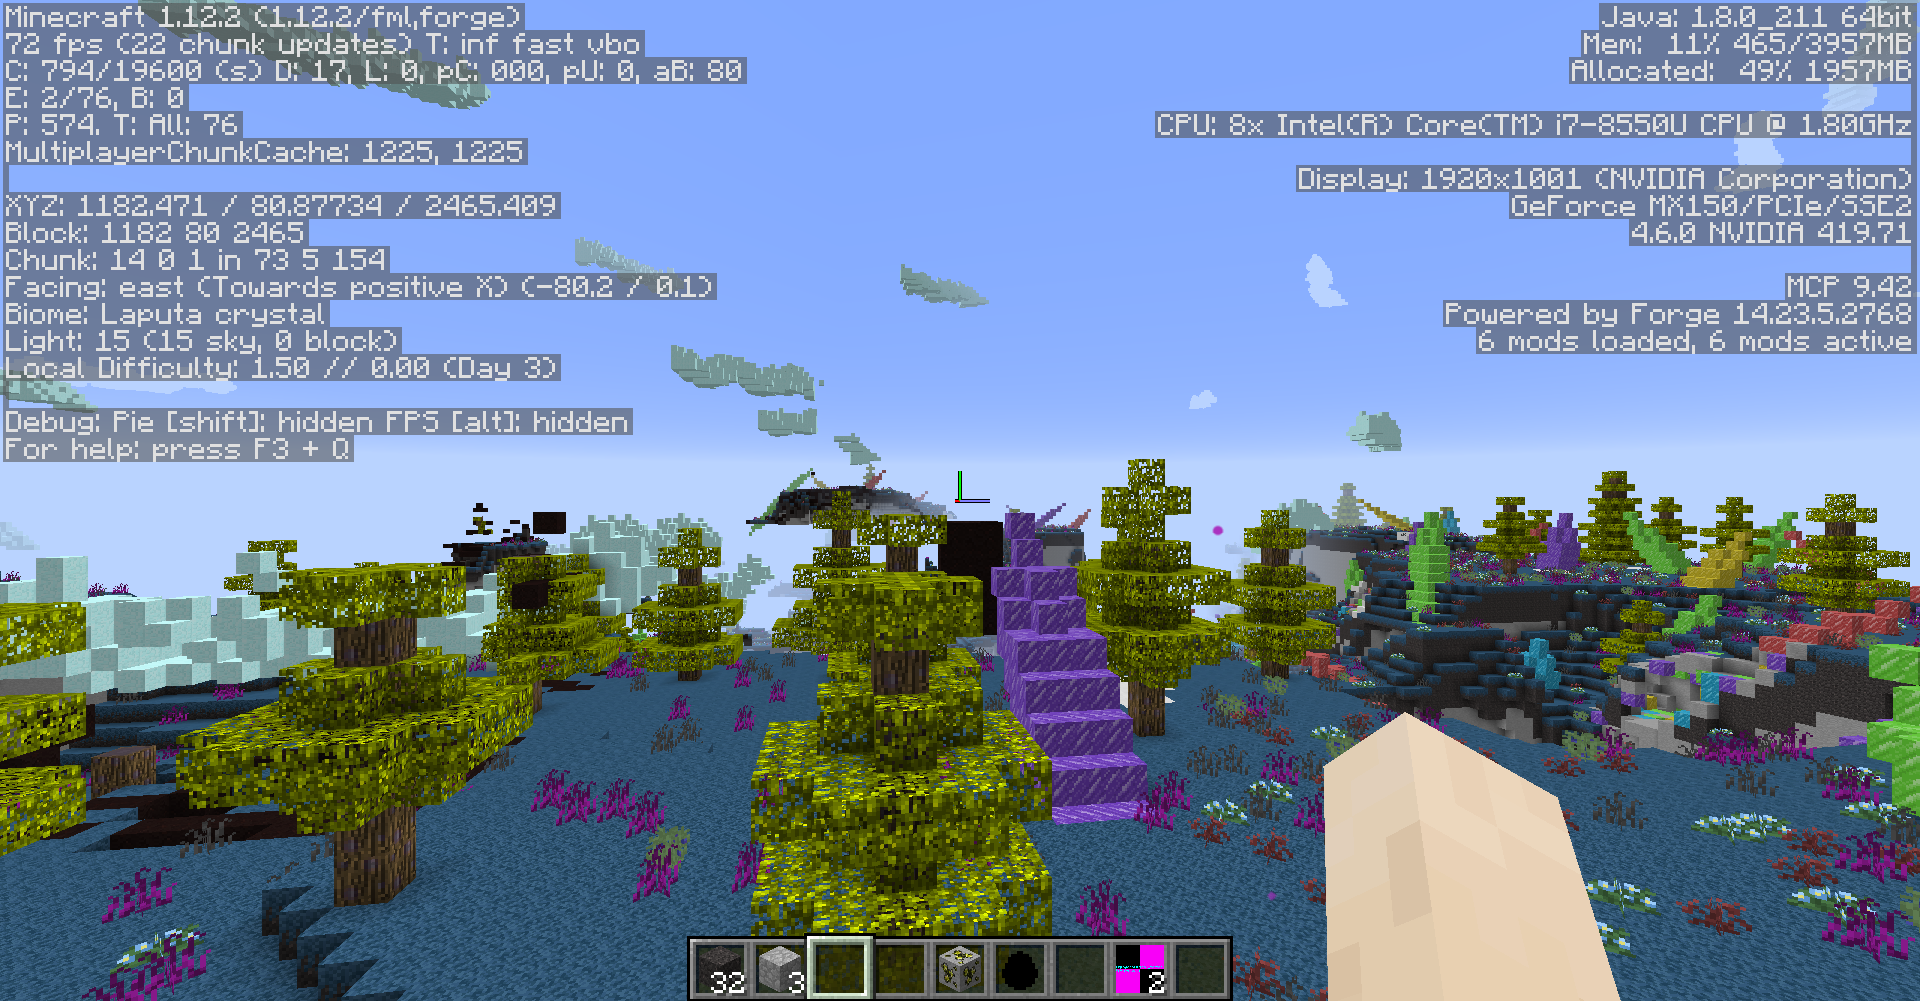 Minecraft 1.12.2 (1.12.2/fml,forge)
72 fps (22 chunk updates) T: inf fast vbo
C: 794/19600 (s) D: 17, L: 0, pC: 000, pU: 0, aB: 80
E: 2/76, B: 0
P: 574. T: All: 76
MultiplayerChunkCache: 1225, 1225
XYZ: 1182.471 / 80.87734 / 2465.409
Block: 1182 80 2465
Chunk: 14 0 1 in 73 5 154
Facing: east (Towards positive X) (-80.2 / 0.1)
Biome: Laputa crystal
Light: 15 (15 sky, 0 block)
Local Difficulty: 1.50 // 0.00 (Day 3)
Debug: Pie [shift]: hidden FPS [alt]: hidden
For help: press F3 + Q
Java: 1.8.0_211 64bit
Mem: 11% 465/3957MB
Allocated: 49% 1957MB
CPU: 8x Intel(R) Core(TM) i7-8550U CPU @ 1.80GHz
Display: 1920x1001 (NVIDIA Corporation)
GeForce MX150/PCIe/SSE2
4.6.0 NVIDIA 419.71
MCP 9.42
Powered by Forge 14.23.5.2768
6 mods loaded, 6 mods active
32
3
2